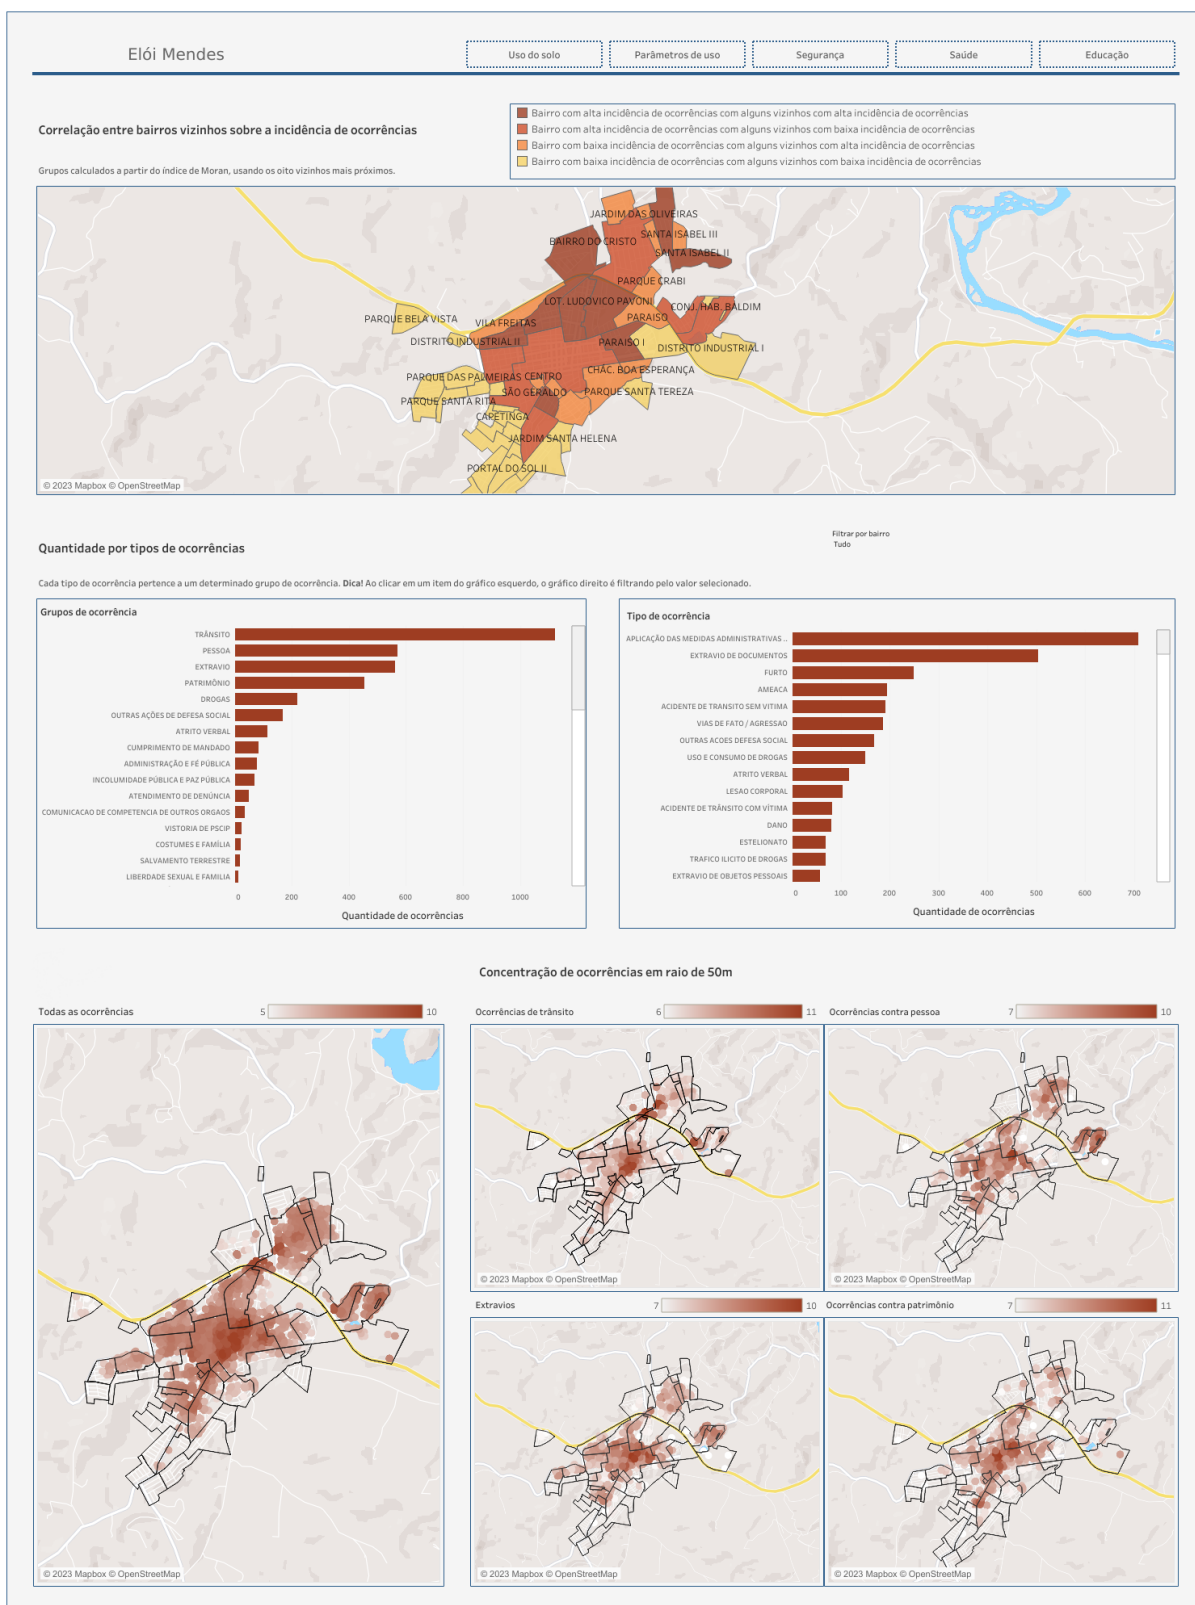 Elói Mendes
Uso do solo
Parâmetros de uso
Segurança
Saúde
Educação
Correlação entre bairros vizinhos sobre a incidência de ocorrências
Grupos calculados a partir do índice de Moran, usando os oito vizinhos mais próximos.
Bairro com alta incidência de ocorrências com alguns vizinhos com alta incidência de ocorrências
Bairro com alta incidência de ocorrências com alguns vizinhos com baixa incidência de ocorrências
Bairro com baixa incidência de ocorrências com alguns vizinhos com alta incidência de ocorrências
Bairro com baixa incidência de ocorrências com alguns vizinhos com baixa incidência de ocorrências
JARDIM DAS OLIVEIRAS
SANTA ISABEL III
BAIRRO DO CRISTO
SANTA ISABEL II
PARQUE CRABI
LOT. LUDOVICO PAVONI
CONJ. HAB. BALDIM
PARQUE BELA VISTA
VILA FREITAS
PARAISO
DISTRITO INDUSTRIAL II
PARAISO I
DISTRITO INDUSTRIAL I
CHÁC. BOA ESPERANÇA
PARQUE DAS PALMEIRAS
CENTRO
SÃO GERALDO
PARQUE SANTA TEREZA
PARQUE SANTA RITA
CAPETINGA
JARDIM SANTA HELENA
PORTAL DO SOL II
© 2023 Mapbox © OpenStreetMap
Quantidade por tipos de ocorrências
Filtrar por bairro
Tudo
Cada tipo de ocorrência pertence a um determinado grupo de ocorrência. Dica! Ao clicar em um item do gráfico esquerdo, o gráfico direito é filtrando pelo valor selecionado.
Grupos de ocorrência
TRÂNSITO
PESSOA
EXTRAVIO
PATRIMÔNIO
DROGAS
OUTRAS AÇÕES DE DEFESA SOCIAL
ATRITO VERBAL
CUMPRIMENTO DE MANDADO
ADMINISTRAÇÃO E FÉ PÚBLICA
INCOLUMIDADE PÚBLICA E PAZ PÚBLICA
ATENDIMENTO DE DENÚNCIA
COMUNICACAO DE COMPETENCIA DE OUTROS ORGAOS
VISTORIA DE PSCIP
COSTUMES E FAMÍLIA
SALVAMENTO TERRESTRE
LIBERDADE SEXUAL E FAMILIA
0 200 400 600 800 1000
Quantidade de ocorrências
Tipo de ocorrência
APLICAÇÃO DAS MEDIDAS ADMINISTRATIVAS ..
EXTRAVIO DE DOCUMENTOS
FURTO
AMEACA
ACIDENTE DE TRANSITO SEM VITIMA
VIAS DE FATO / AGRESSAO
OUTRAS ACOES DEFESA SOCIAL
USO E CONSUMO DE DROGAS
ATRITO VERBAL
LESAO CORPORAL
ACIDENTE DE TRÂNSITO COM VÍTIMA
DANO
ESTELIONATO
TRAFICO ILICITO DE DROGAS
EXTRAVIO DE OBJETOS PESSOAIS
0 100 200 300 400 500 600 700
Quantidade de ocorrências
Concentração de ocorrências em raio de 50m
Todas as ocorrências
5 10
© 2023 Mapbox © OpenStreetMap
Ocorrências de trânsito
6 11
© 2023 Mapbox © OpenStreetMap
Ocorrências contra pessoa
7 10
© 2023 Mapbox © OpenStreetMap
Extravios
7 10
© 2023 Mapbox © OpenStreetMap
Ocorrências contra patrimônio
7 11
© 2023 Mapbox © OpenStreetMap